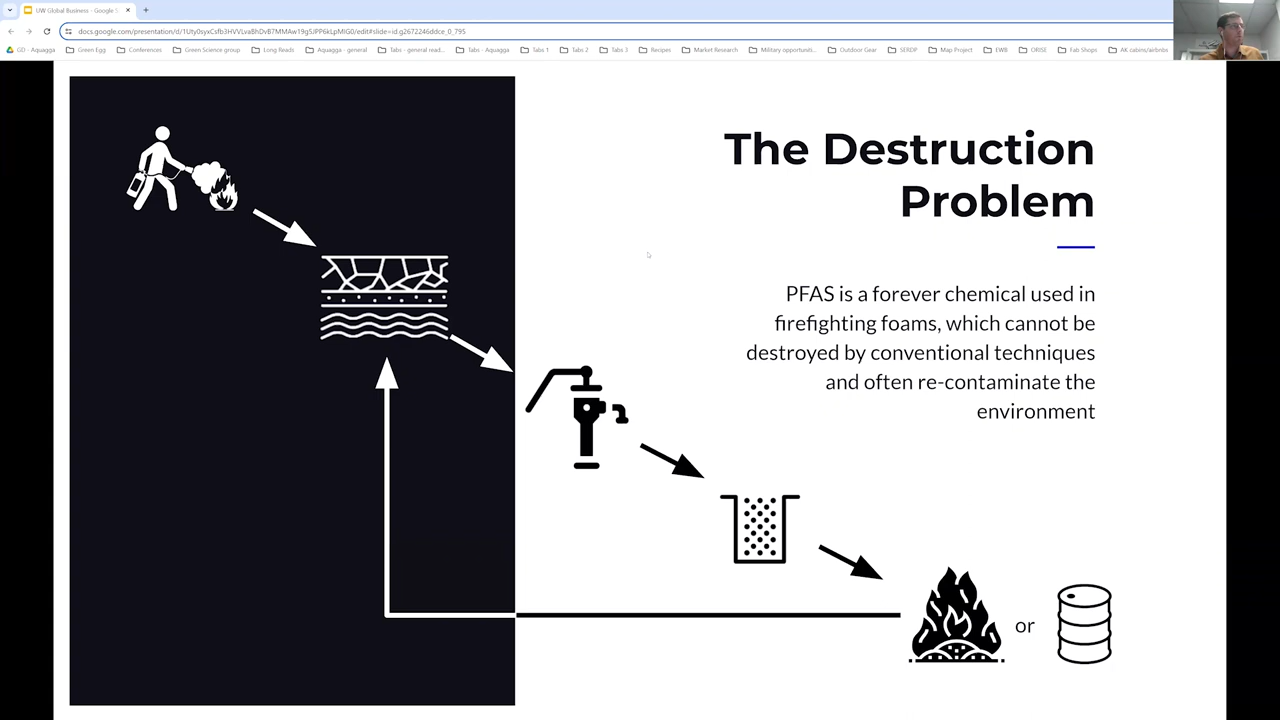 UW Global Business - Google S
docs.google.com/presentation/d/1Uty0syxCsfb3HVVLvaBhDvB7MMAw19g5JPP6kLpMIG0/edit#slide=id.g2672246ddce_0_795
GD - Aquagga
Green Egg
Conferences
Green Science group
Long Reads
Aquagga - general
Tabs - general read...
Tabs - Aquagga
Tabs 1
Tabs 2
Tabs 3
Recipes
Market Research
Military opportunit...
Outdoor Gear
SERDP
Map Project
EWB
ORISE
Fab Shops
AK cabins/airbnbs
The Destruction
Problem
PFAS is a forever chemical used in
firefighting foams, which cannot be
destroyed by conventional techniques
and often re-contaminate the
environment
or